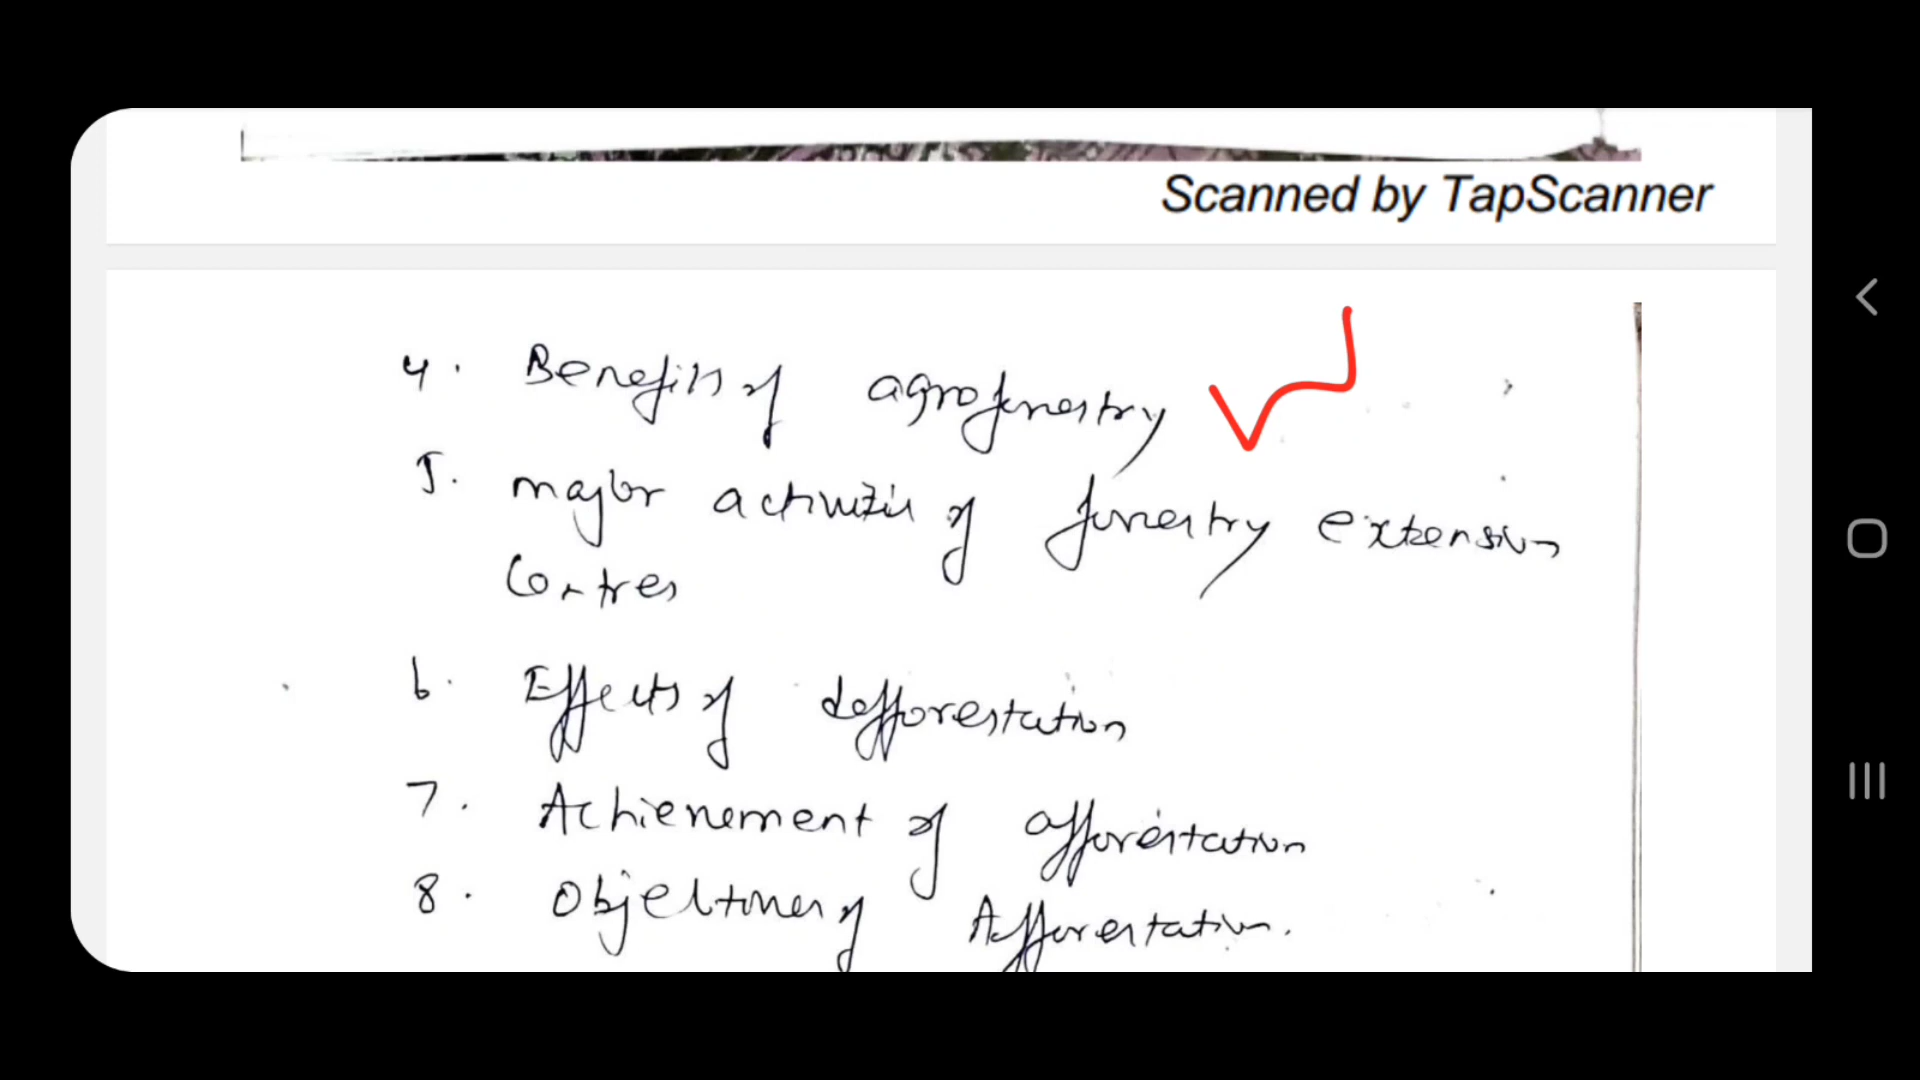 Scanned by TapScanner
4. Benefits of agroforestry
5. major activities of forestry extension
Centres
6. Effects of defforestation
7. Achievement of afforestation
8. Objectives of Afforestation.